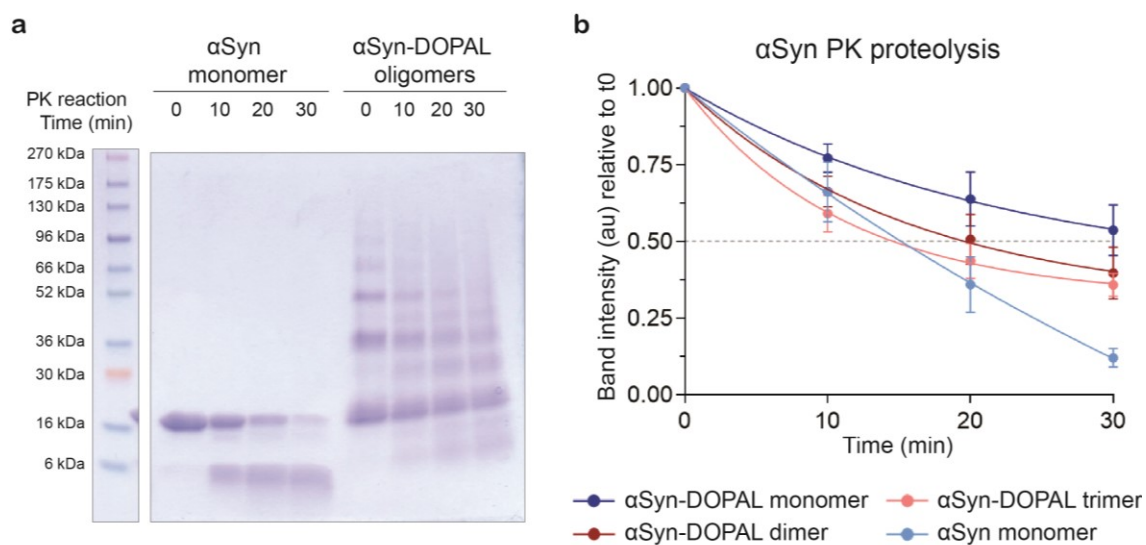 a
αSyn
monomer
αSyn-DOPAL
oligomers
PK reaction
Time (min)
0 10 20 30 0 10 20 30
270 kDa
175 kDa
130 kDa
96 kDa
66 kDa
52 kDa
36 kDa
30 kDa
16 kDa
6 kDa
b
αSyn PK proteolysis
Band intensity (au) relative to t0
1.00
0.75
0.50
0.25
0.00
0 10 20 30
Time (min)
αSyn-DOPAL monomer
αSyn-DOPAL trimer
αSyn-DOPAL dimer
αSyn monomer